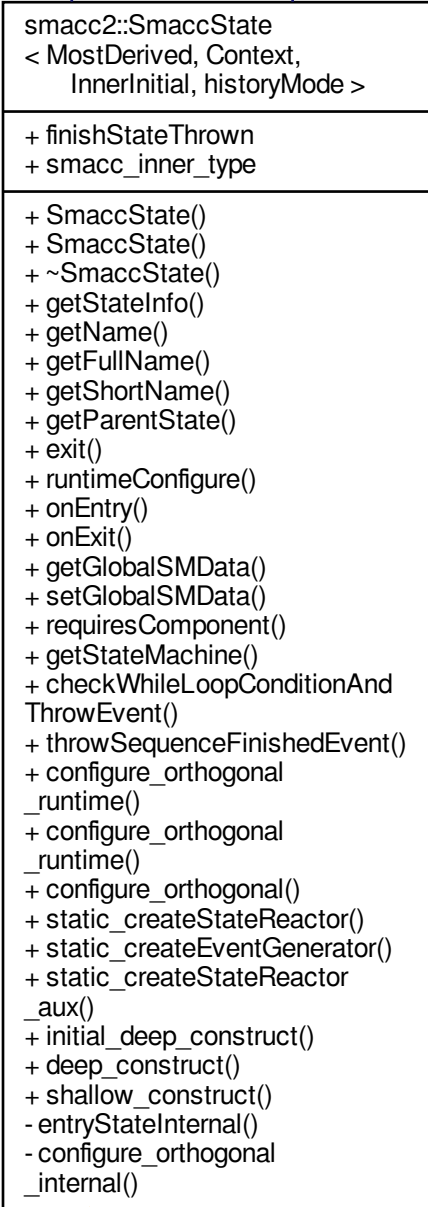 smacc2::SmaccState
< MostDerived, Context,
InnerInitial, historyMode >
+ finishStateThrown
+ smacc_inner_type
+ SmaccState()
+ SmaccState()
+ ~SmaccState()
+ getStateInfo()
+ getName()
+ getFullName()
+ getShortName()
+ getParentState()
+ exit()
+ runtimeConfigure()
+ onEntry()
+ onExit()
+ getGlobalSMData()
+ setGlobalSMData()
+ requiresComponent()
+ getStateMachine()
+ checkWhileLoopConditionAnd
ThrowEvent()
+ throwSequenceFinishedEvent()
+ configure_orthogonal
_runtime()
+ configure_orthogonal
_runtime()
+ configure_orthogonal()
+ static_createStateReactor()
+ static_createEventGenerator()
+ static_createStateReactor
_aux()
+ initial_deep_construct()
+ deep_construct()
+ shallow_construct()
- entryStateInternal()
- configure_orthogonal
_internal()